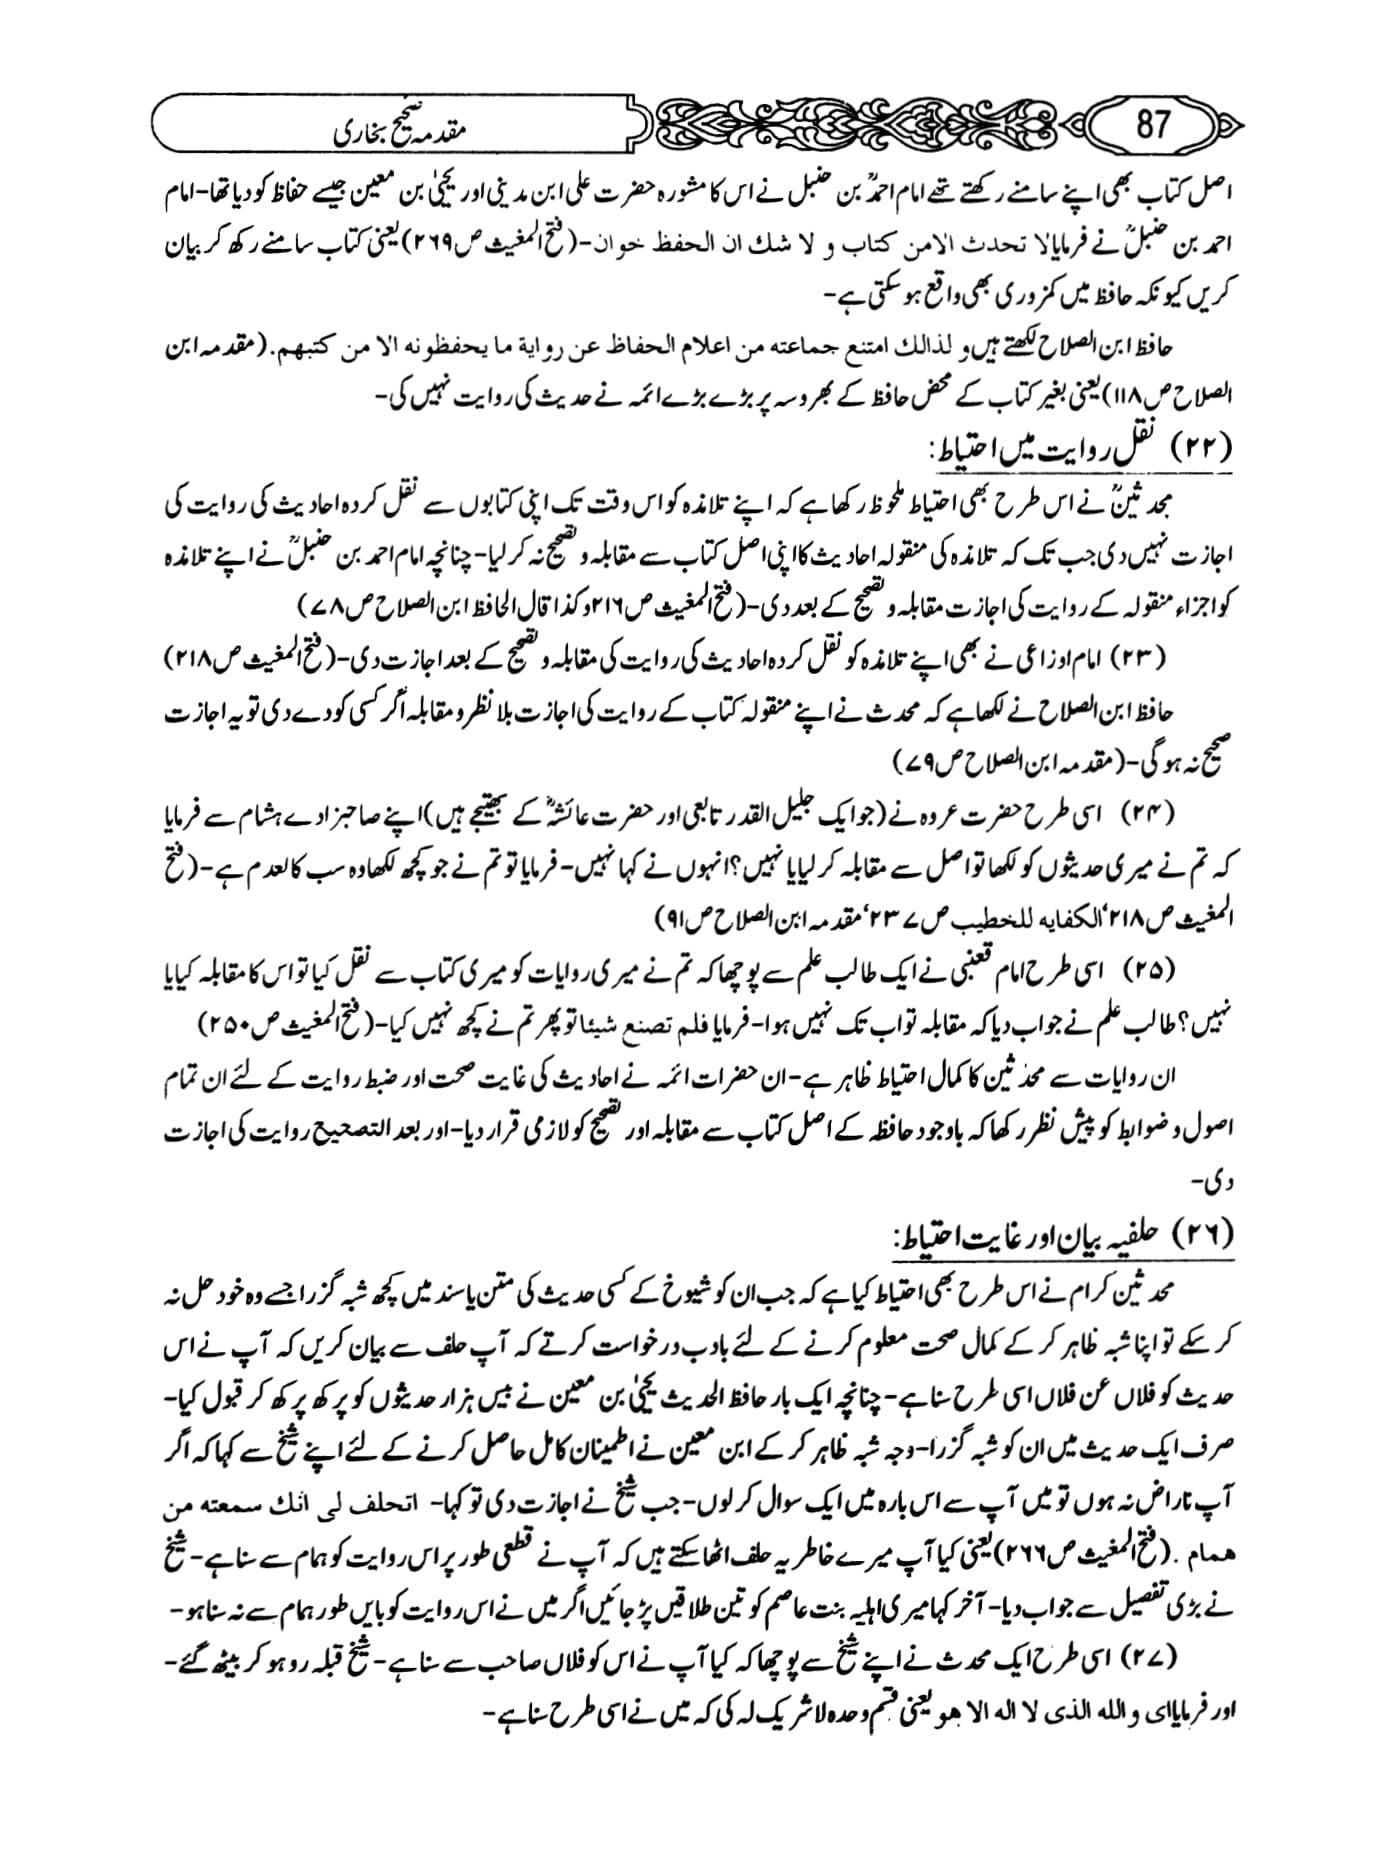 87
مقدمہ صحیح بخاری
اصل کتاب بھی اپنے سامنے رکھتے تھے امام احمدؒ بن حنبل نے اس کا مشورہ حضرت علی ابن مدینی اور یحییٰ بن معین جیسے حفاظ کو دیا تھا-امام
احمد بن حنبلؒ نے فرمایا لا تحدث الامن کتاب و لا شك ان الحفظ خوان-(فتح المغیث ص ۲۶۹) یعنی کتاب سامنے رکھ کر بیان
کریں کیونکہ حافظ میں کمزوری بھی واقع ہو سکتی ہے-
حافظ ابن الصلاح لکھتے ہیں و لذالك امتنع جماعته من اعلام الحفاظ عن رواية ما يحفظونه الا من كتبهم. (مقدمہ ابن
الصلاح ص ۱۱۸) یعنی بغیر کتاب کے محض حافظ کے بھروسہ پر بڑے بڑے ائمہ نے حدیث کی روایت نہیں کی-
(۲۲) نقل روایت میں احتیاط:
محدثینؒ نے اس طرح بھی احتیاط ملحوظ رکھا ہے کہ اپنے تلامذہ کو اس وقت تک اپنی کتابوں سے نقل کردہ احادیث کی روایت کی
اجازت نہیں دی جب تک کہ تلامذہ کی منقولہ احادیث کا اپنی اصل کتاب سے مقابلہ و تصحیح نہ کر لیا-چنانچہ امام احمد بن حنبلؒ نے اپنے تلامذہ
کو اجزاء منقولہ کے روایت کی اجازت مقابلہ و تصحیح کے بعد دی-(فتح المغیث ص ۲۱۶ و کذا قال الحافظ ابن الصلاح ص ۷۸)
(۲۳) امام اوزاعی نے بھی اپنے تلامذہ کو نقل کردہ احادیث کی روایت کی مقابلہ و تصحیح کے بعد اجازت دی-(فتح المغیث ص ۲۱۸)
حافظ ابن الصلاح نے لکھا ہے کہ محدث نے اپنے منقولہ کتاب کے روایت کی اجازت بلا نظر و مقابلہ اگر کسی کو دے دی تو یہ اجازت
صحیح نہ ہوگی-(مقدمہ ابن الصلاح ص ۷۹)
(۲۴) اسی طرح حضرت عروہ نے (جو ایک جلیل القدر تابعی اور حضرت عائشہؓ کے بھتیجے ہیں) اپنے صاحبزادے ہشام سے فرمایا
کہ تم نے میری حدیثوں کو لکھا تو اصل سے مقابلہ کر لیا یا نہیں؟ انہوں نے کہا نہیں-فرمایا تو تم نے جو کچھ لکھا وہ سب کالعدم ہے-(فتح
المغیث ص ۲۱۸‘ الکفایہ للخطیب ص ۲۳۷‘ مقدمہ ابن الصلاح ص ۹۱)
(۲۵) اسی طرح امام قعنبی نے ایک طالب علم سے پوچھا کہ تم نے میری روایات کو میری کتاب سے نقل کیا تو اس کا مقابلہ کیا یا
نہیں؟ طالب علم نے جواب دیا کہ مقابلہ تو اب تک نہیں ہوا-فرمایا فلم تصنع شیئا تو پھر تم نے کچھ نہیں کیا-(فتح المغیث ص ۲۵۰)
ان روایات سے محدثین کا کمال احتیاط ظاہر ہے-ان حضرات ائمہ نے احادیث کی غایت صحت اور ضبط روایت کے لئے ان تمام
اصول و ضوابط کو پیش نظر رکھا کہ باوجود حافظہ کے اصل کتاب سے مقابلہ اور تصحیح کو لازمی قرار دیا-اور بعد التصحیح روایت کی اجازت
دی-
(۲۶) حلفیہ بیان اور غایت احتیاط:
محدثین کرام نے اس طرح بھی احتیاط کیا ہے کہ جب ان کو شیوخ کے کسی حدیث کی متن یا سند میں کچھ شبہ گزرا جسے وہ خود حل نہ
کر سکے تو اپنا شبہ ظاہر کر کے کمال صحت معلوم کرنے کے لئے بادب درخواست کرتے کہ آپ حلف سے بیان کریں کہ آپ نے اس
حدیث کو فلاں عن فلاں اسی طرح سنا ہے-چنانچہ ایک بار حافظ الحدیث یحییٰ بن معین نے بیس ہزار حدیثوں کو پرکھ پرکھ کر قبول کیا-
صرف ایک حدیث میں ان کو شبہ گزرا-وجہ شبہ ظاہر کر کے ابن معین نے اطمینان کامل حاصل کرنے کے لئے اپنے شیخ سے کہا کہ اگر
آپ ناراض نہ ہوں تو میں آپ سے اس بارہ میں ایک سوال کر لوں-جب شیخ نے اجازت دی تو کہا- اتحلف لی انك سمعته من
همام . (فتح المغیث ص ۲۶۶) یعنی کیا آپ میرے خاطر یہ حلف اٹھا سکتے ہیں کہ آپ نے قطعی طور پر اس روایت کو ہمام سے سنا ہے-شیخ
نے بڑی تفصیل سے جواب دیا-آخر کہا میری اہلیہ بنت عاصم کو تین طلاقیں پڑ جائیں اگر میں نے اس روایت کو بایں طور ہمام سے نہ سنا ہو-
(۲۷) اسی طرح ایک محدث نے اپنے شیخ سے پوچھا کہ کیا آپ نے اس کو فلاں صاحب سے سنا ہے-شیخ قبلہ رو ہو کر بیٹھ گئے-
اور فرمایا ای و الله الذی لا اله الا هو یعنی قسم وحدہ لا شریک لہ کی کہ میں نے اسی طرح سنا ہے-